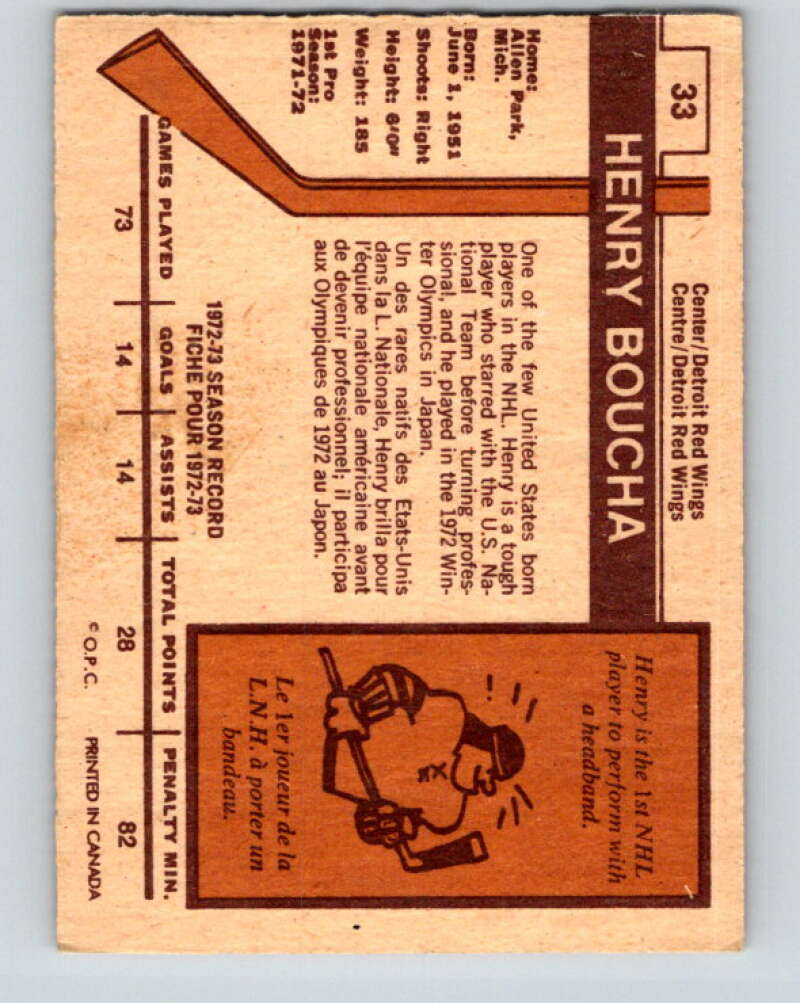 33
Center/Detroit Red Wings
Centre/Detroit Red Wings
HENRY BOUCHA
Home:
Allen Park,
Mich.
Born:
June 1, 1951
Shoots: Right
Height: 6'0"
Weight: 185
1st Pro
Season:
1971-72
One of the few United States born
players in the NHL. Henry is a tough
player who starred with the U.S. Na-
tional Team before turning profes-
sional, and he played in the 1972 Win-
ter Olympics in Japan.
Un des rares natifs des Etats-Unis
dans la L. Nationale, Henry brilla pour
l'équipe nationale américaine avant
de devenir professionnel; il participa
aux Olympiques de 1972 au Japon.
Henry is the 1st NHL
player to perform with
a headband.
Le 1er joueur de la
L.N.H. à porter un
bandeau.
1972-73 SEASON RECORD
FICHE POUR 1972-73
GAMES PLAYED GOALS ASSISTS TOTAL POINTS PENALTY MIN.
73 14 14 28 82
© O.P.C. PRINTED IN CANADA